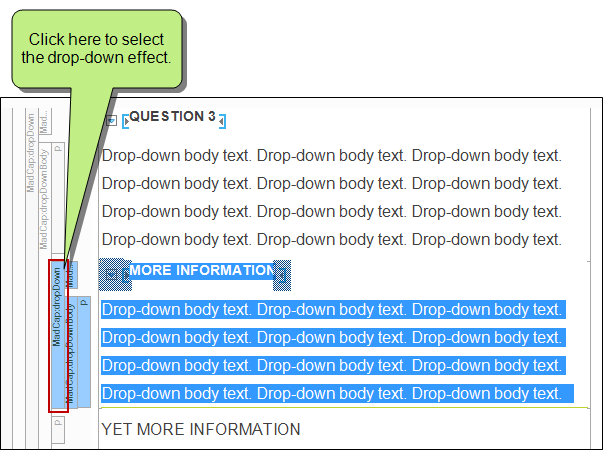 Click here to select
the drop-down effect.
MadCap:dropDown
Mad...
MadCap:dropDownBody
p
QUESTION 3
Drop-down body text. Drop-down body text. Drop-down body text.
Drop-down body text. Drop-down body text. Drop-down body text.
Drop-down body text. Drop-down body text. Drop-down body text.
Drop-down body text. Drop-down body text. Drop-down body text.
MadCap:dropDown
Mad...
MadCap:dropDownBody
p
MORE INFORMATION
Drop-down body text. Drop-down body text. Drop-down body text.
Drop-down body text. Drop-down body text. Drop-down body text.
Drop-down body text. Drop-down body text. Drop-down body text.
Drop-down body text. Drop-down body text. Drop-down body text.
p
YET MORE INFORMATION